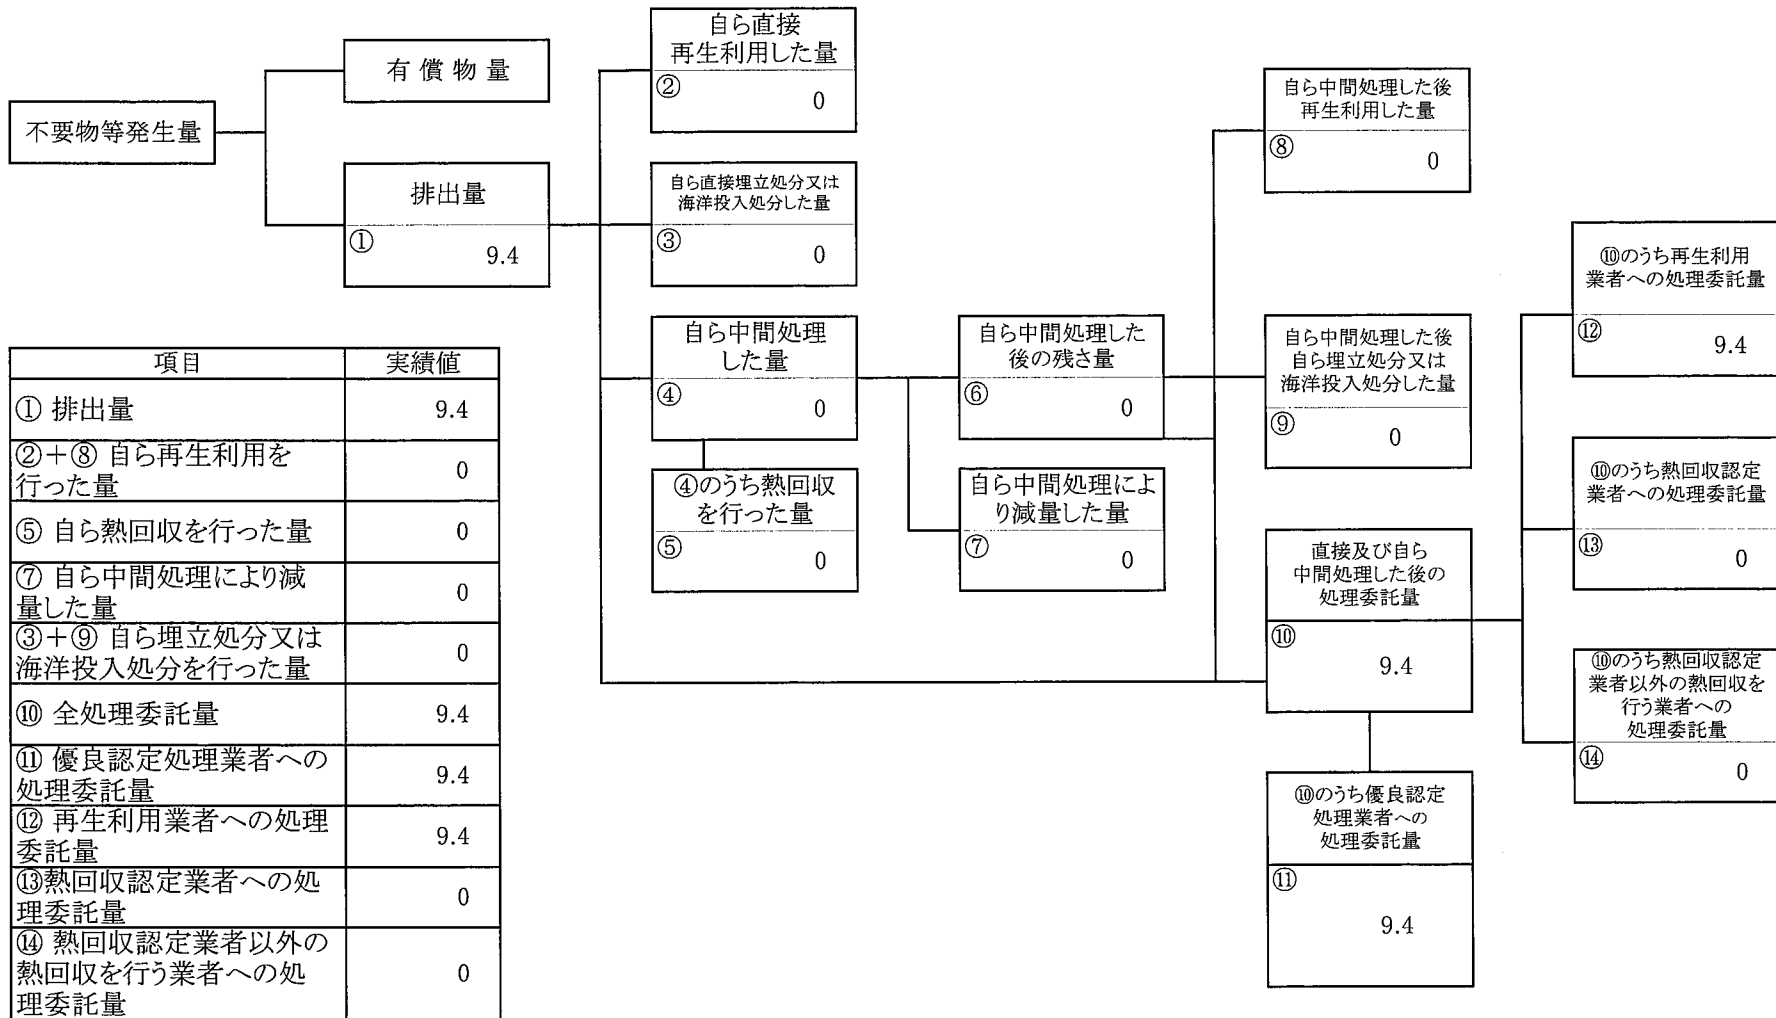 不要物等発生量
有償物量
排出量
①
9.4
自ら直接
再生利用した量
②
0
自ら直接埋立処分又は
海洋投入処分した量
③
0
自ら中間処理
した量
④
0
④のうち熱回収
を行った量
⑤
0
自ら中間処理した
後の残さ量
⑥
0
自ら中間処理によ
り減量した量
⑦
0
自ら中間処理した後
再生利用した量
⑧
0
自ら中間処理した後
自ら埋立処分又は
海洋投入処分した量
⑨
0
直接及び自ら
中間処理した後の
処理委託量
⑩
9.4
⑩のうち優良認定
処理業者への
処理委託量
⑪
9.4
⑩のうち再生利用
業者への処理委託量
⑫
9.4
⑩のうち熱回収認定
業者への処理委託量
⑬
0
⑩のうち熱回収認定
業者以外の熱回収を
行う業者への
処理委託量
⑭
0
項目 実績値
① 排出量 9.4
②+⑧ 自ら再生利用を
行った量 0
⑤ 自ら熱回収を行った量 0
⑦ 自ら中間処理により減
量した量 0
③+⑨ 自ら埋立処分又は
海洋投入処分を行った量 0
⑩ 全処理委託量 9.4
⑪ 優良認定処理業者への
処理委託量 9.4
⑫ 再生利用業者への処理
委託量 9.4
⑬熱回収認定業者への処
理委託量 0
⑭ 熱回収認定業者以外の
熱回収を行う業者への処
理委託量 0